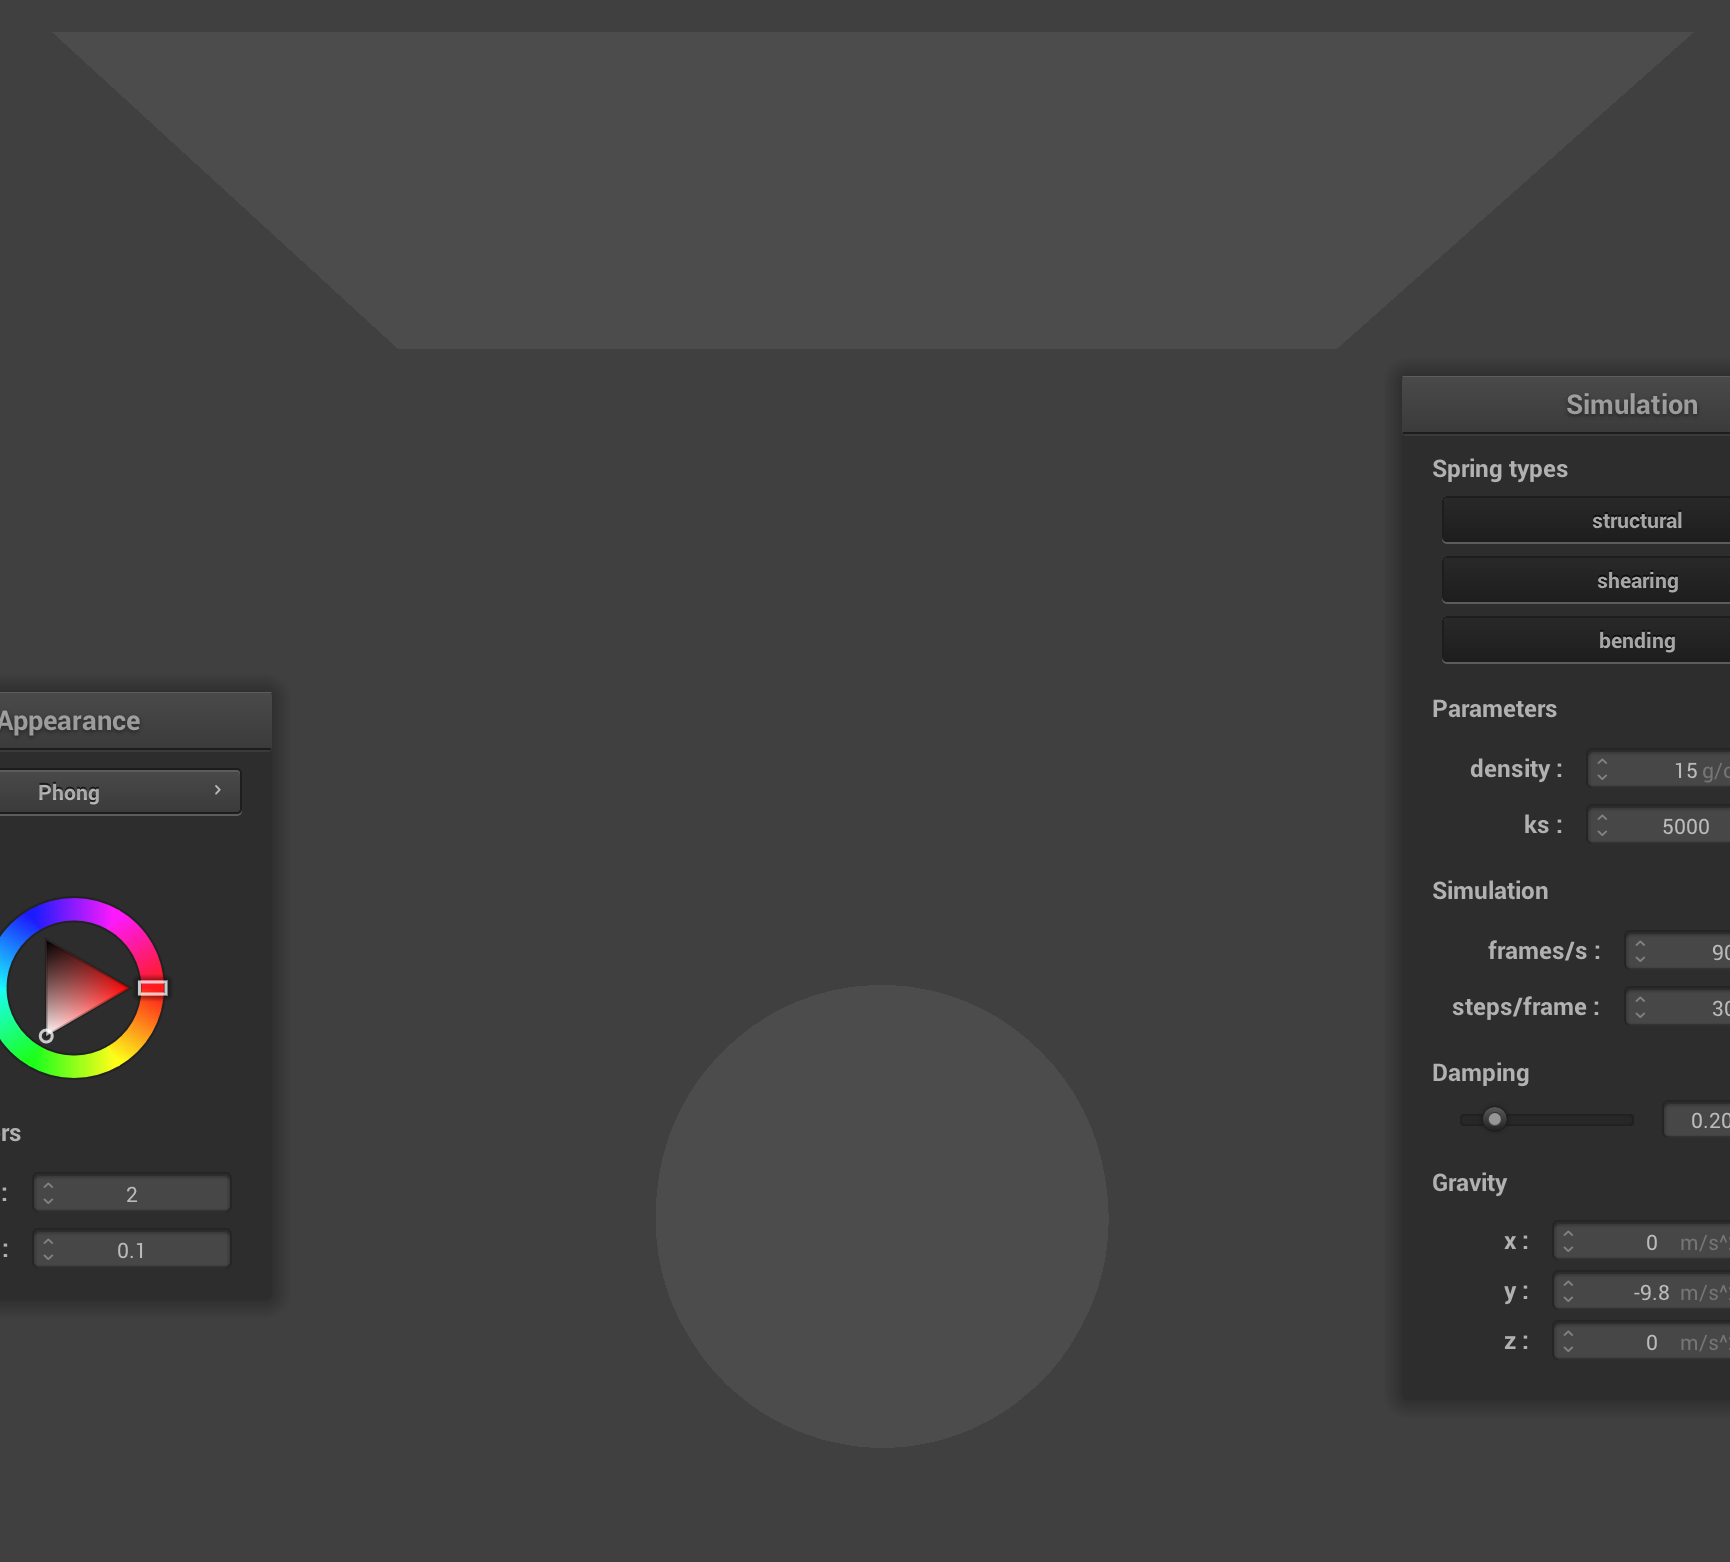 Simulation
Spring types
structural
shearing
bending
Parameters
density : 15
ks : 5000
Simulation
frames/s : 90
steps/frame : 30
Damping
0.20
Gravity
x : 0 m/s^
y : -9.8 m/s^
z : 0 m/s^
Appearance
Phong
rs
: 2
: 0.1